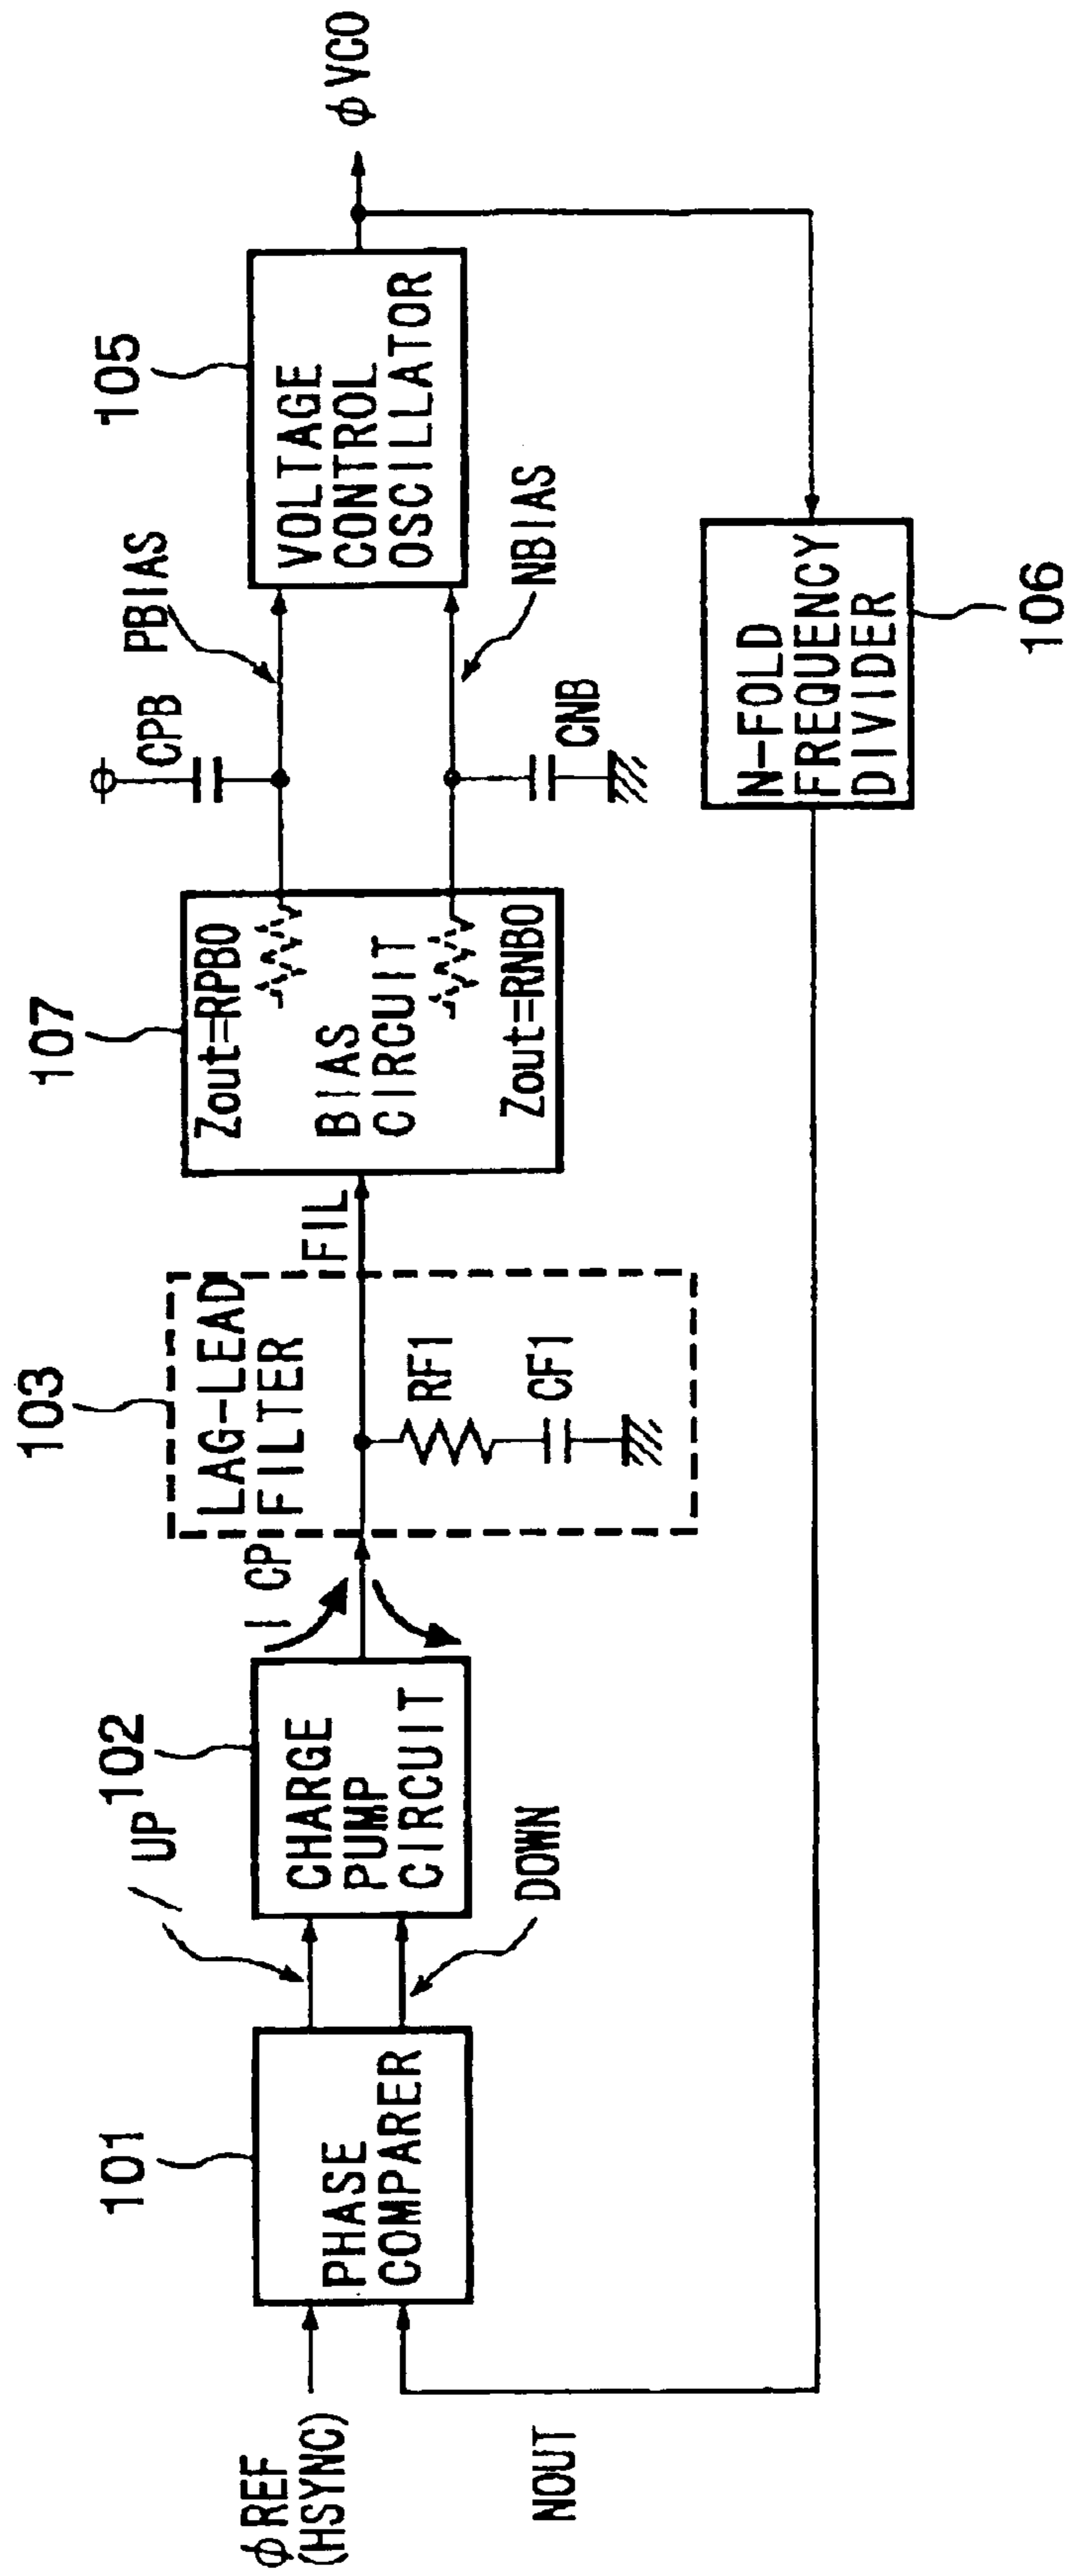 φREF
(HSYNC)
NOUT
101
PHASE
COMPARER
UP
DOWN
102
CHARGE
PUMP
CIRCUIT
I CP
103
LAG-LEAD
FILTER
RF1
CF1
FIL
107
Zout=RPBO
BIAS
CIRCUIT
Zout=RNBO
CPB
PBIAS
CNB
NBIAS
105
VOLTAGE
CONTROL
OSCILLATOR
φVCO
N-FOLD
FREQUENCY
DIVIDER
106